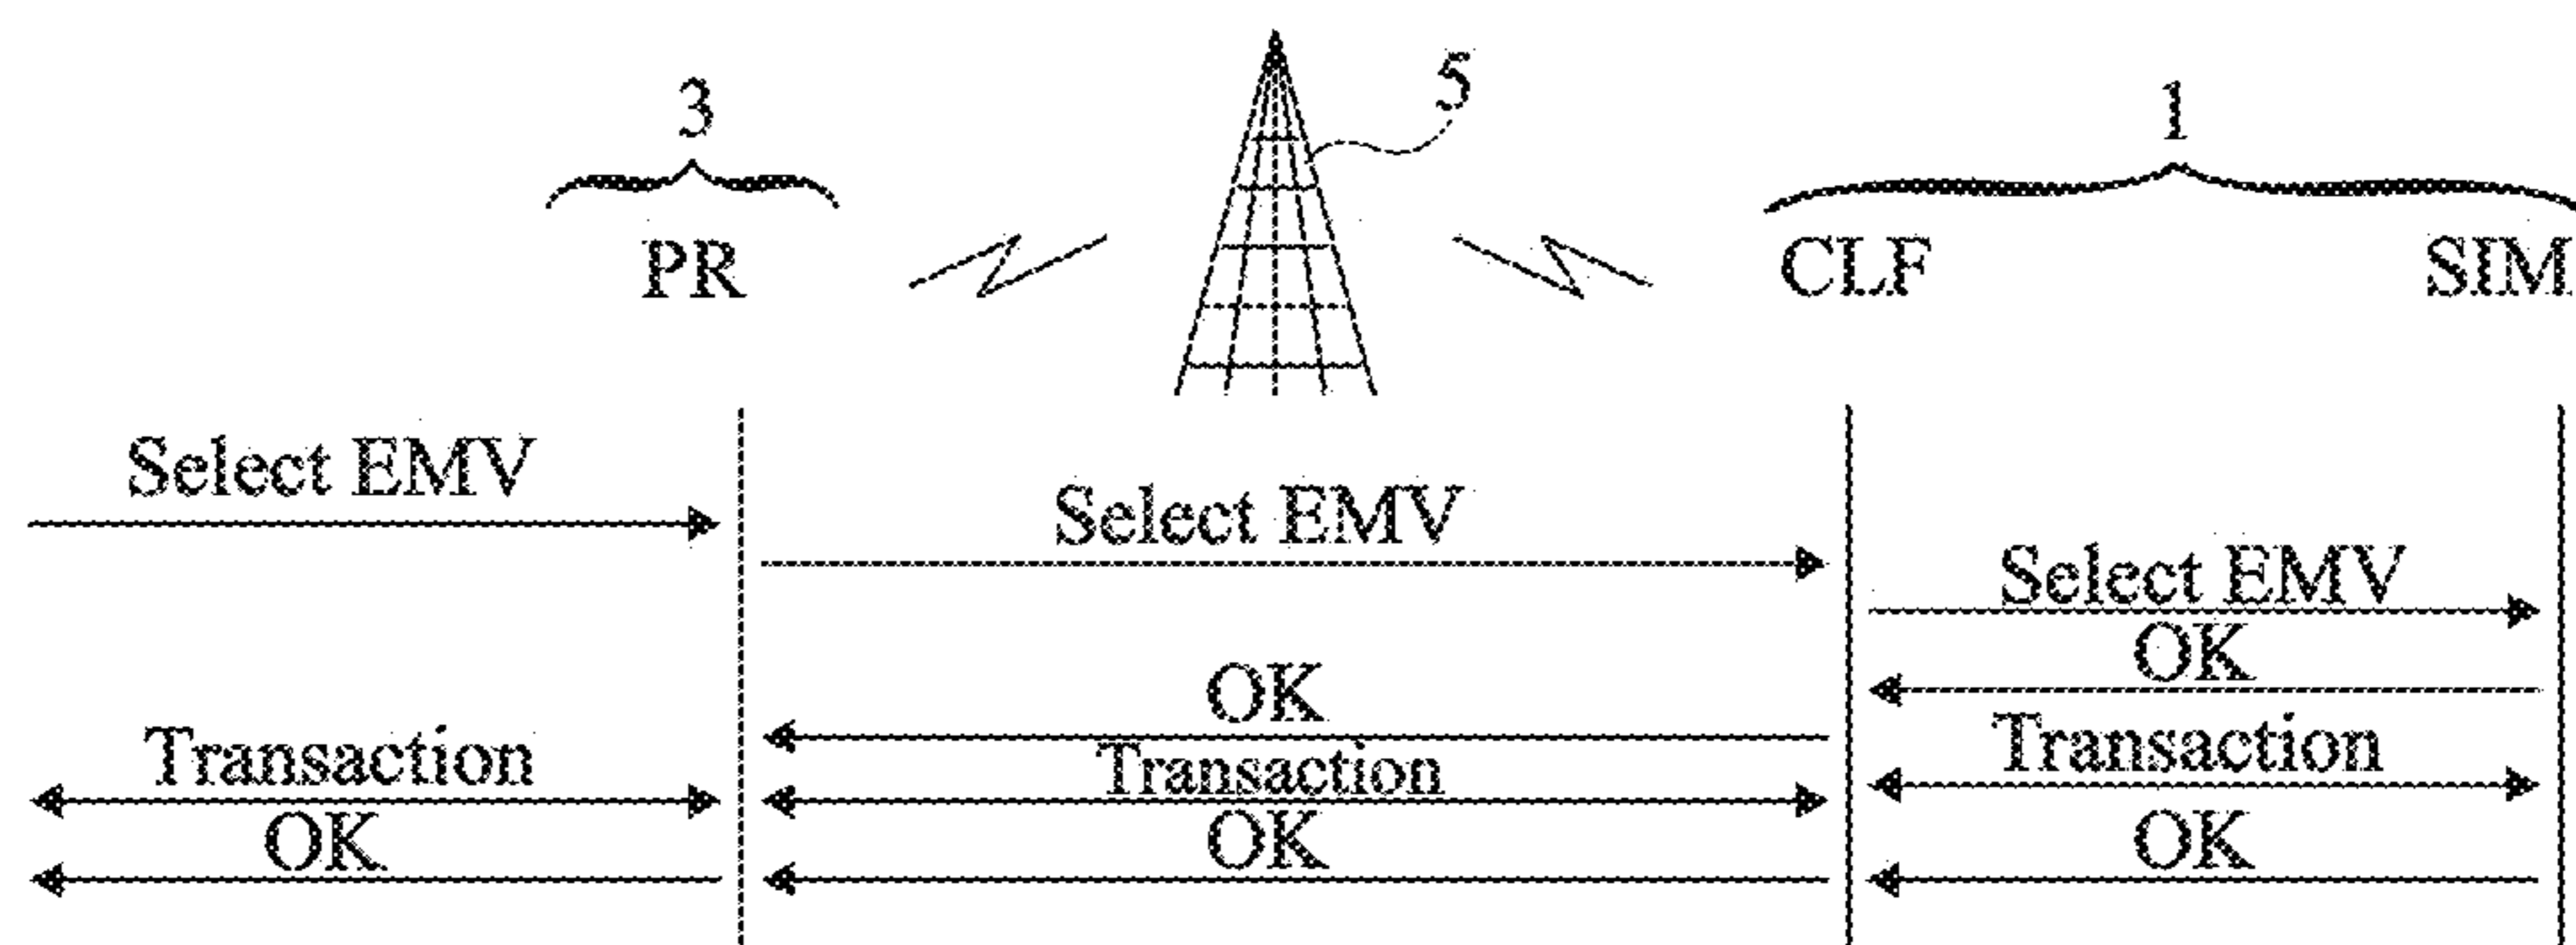 3
5
1
PR
CLF
SIM
Select EMV
Select EMV
Select EMV
OK
OK
Transaction
Transaction
Transaction
OK
OK
OK